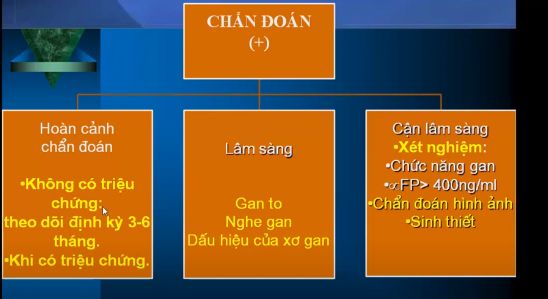 CHẨN ĐOÁN
(+)
Hoàn cảnh
chẩn đoán
•Không có triệu
chứng:
theo dõi định kỳ 3-6
tháng.
•Khi có triệu chứng.
Lâm sàng
Gan to
Nghe gan
Dấu hiệu của xơ gan
Cận lâm sàng
•Xét nghiệm:
•Chức năng gan
•∝FP> 400ng/ml
•Chẩn đoán hình ảnh
•Sinh thiết